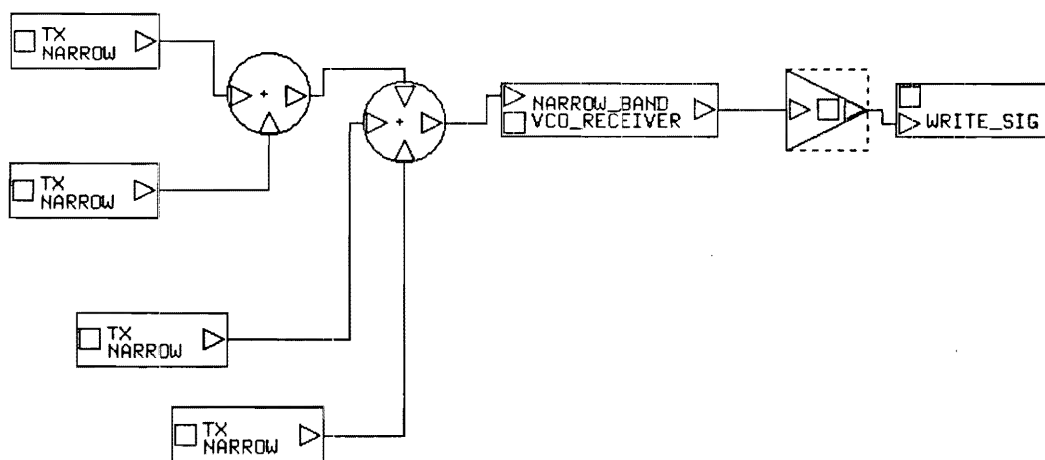 TX
NARROW
+
NARROW_BAND
VCO_RECEIVER
WRITE_SIG
+
TX
NARROW
TX
NARROW
TX
NARROW